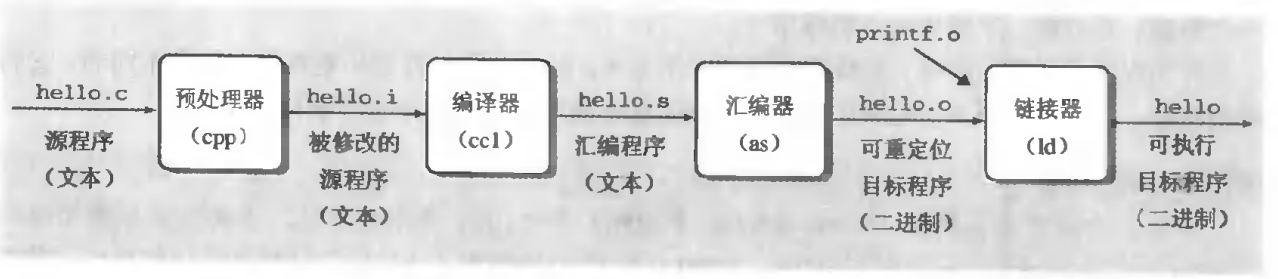 printf.o
hello.c
预处理器
(cpp)
hello.i
编译器
(cc1)
hello.s
汇编器
(as)
hello.o
链接器
(ld)
hello
源程序
(文本)
被修改的
源程序
(文本)
汇编程序
(文本)
可重定位
目标程序
(二进制)
可执行
目标程序
(二进制)